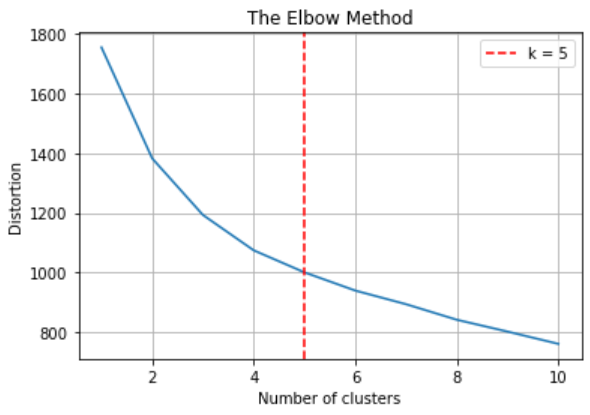 The Elbow Method
1800
1600
1400
1200
1000
800
Distortion
k = 5
2 4 6 8 10
Number of clusters